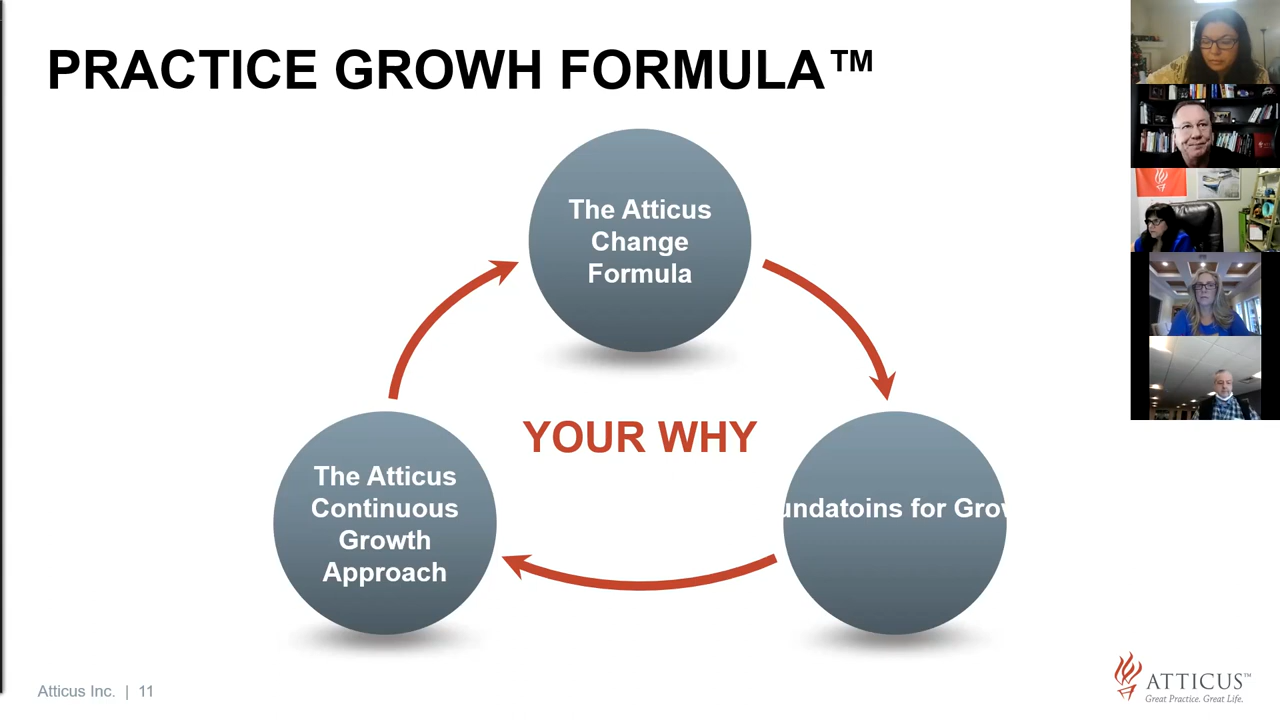 PRACTICE GROWH FORMULA™
The Atticus
Change
Formula
YOUR WHY
The Atticus
Continuous
Growth
Approach
undatoins for Grow
Atticus Inc. | 11
ATTICUS™
Great Practice. Great Life.